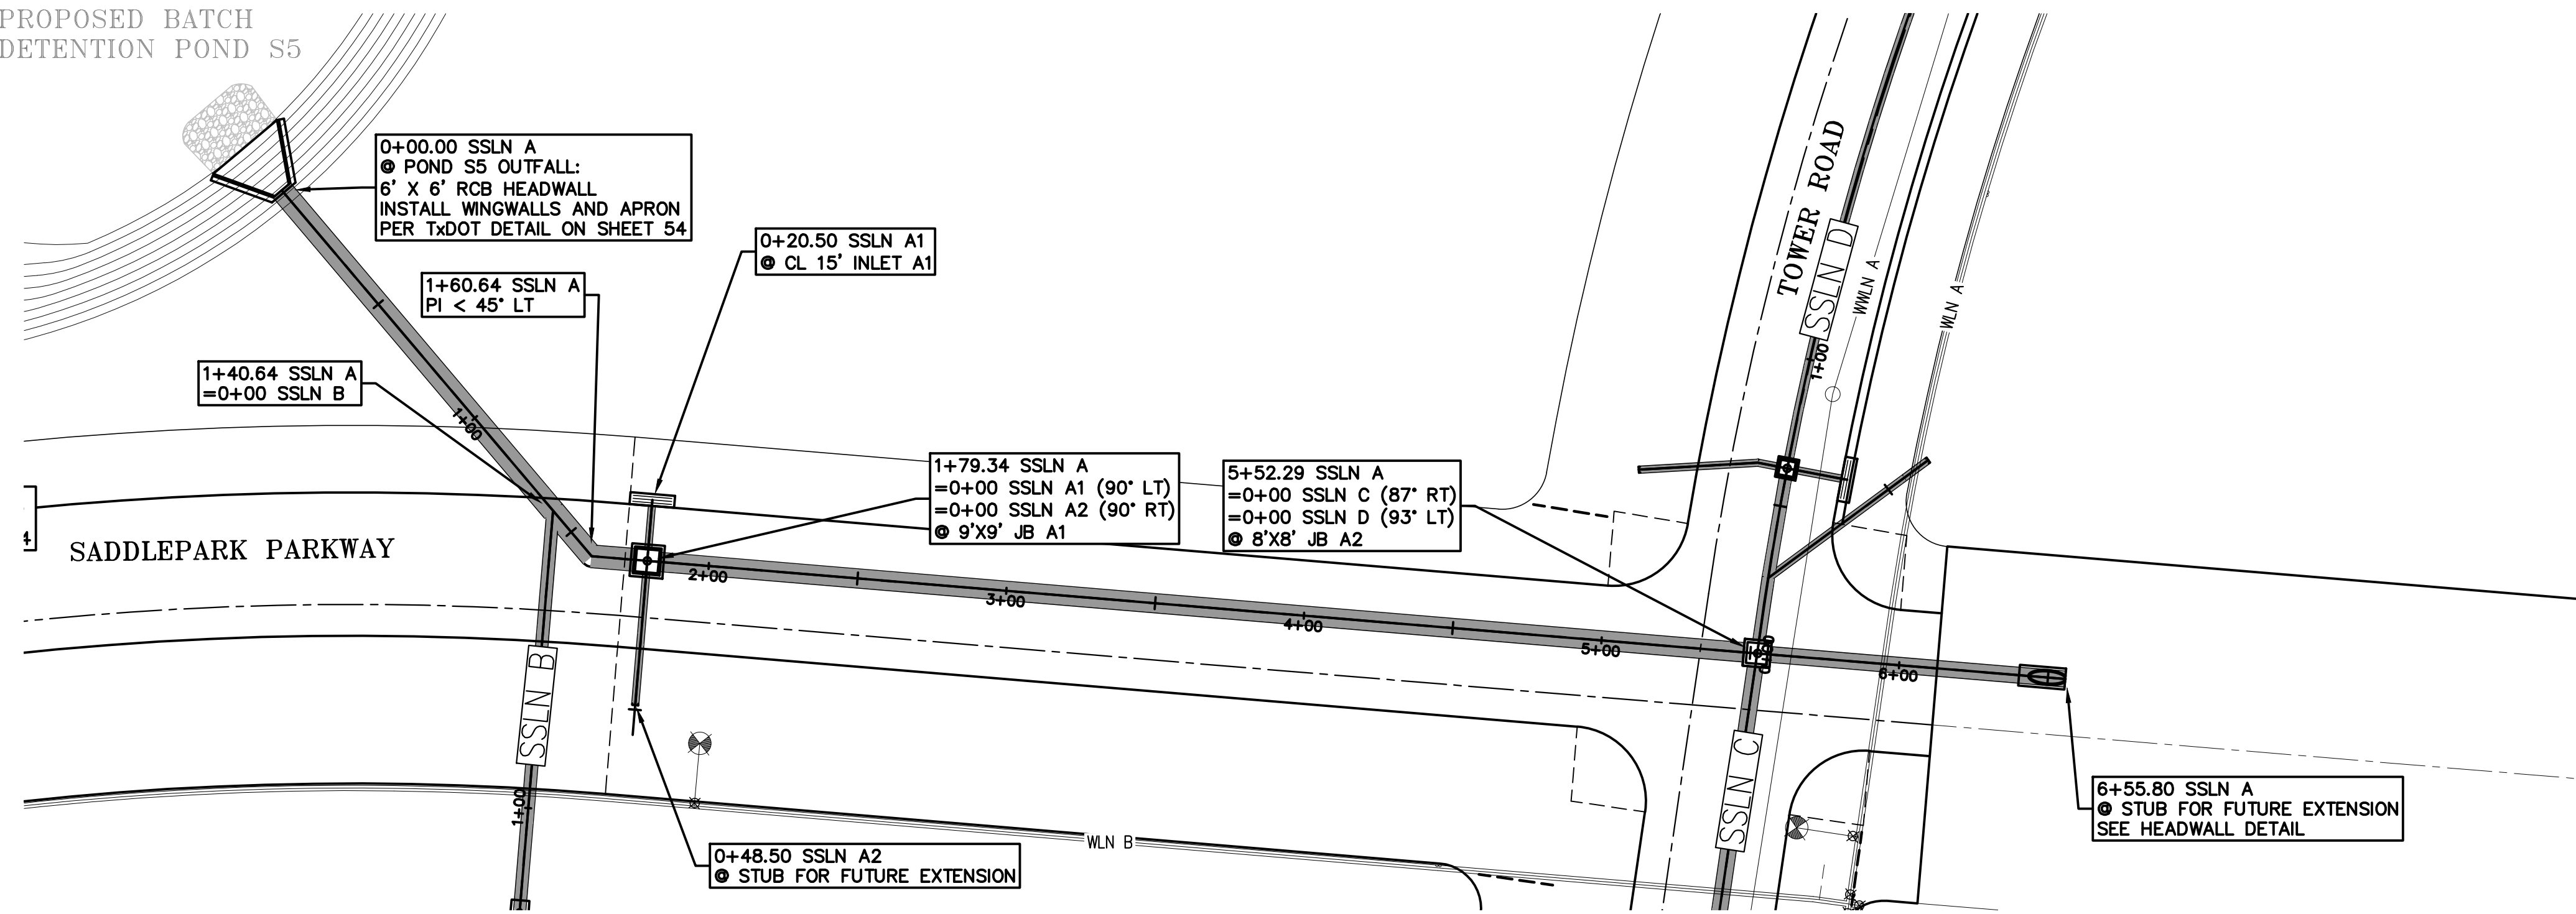 PROPOSED BATCH
DETENTION POND S5
0+00.00 SSLN A
@ POND S5 OUTFALL:
6' X 6' RCB HEADWALL
INSTALL WINGWALLS AND APRON
PER TxDOT DETAIL ON SHEET 54
0+20.50 SSLN A1
@ CL 15' INLET A1
1+60.64 SSLN A
PI < 45° LT
1+40.64 SSLN A
=0+00 SSLN B
1+00
1+79.34 SSLN A
=0+00 SSLN A1 (90° LT)
=0+00 SSLN A2 (90° RT)
@ 9'X9' JB A1
5+52.29 SSLN A
=0+00 SSLN C (87° RT)
=0+00 SSLN D (93° LT)
@ 8'X8' JB A2
TOWER ROAD
SSLN D
WWLN A
WLN A
1+00
4
SADDLEPARK PARKWAY
2+00
3+00
4+00
5+00
6+00
SSLN B
1+00
SSLN C
WLN B
0+48.50 SSLN A2
@ STUB FOR FUTURE EXTENSION
6+55.80 SSLN A
@ STUB FOR FUTURE EXTENSION
SEE HEADWALL DETAIL